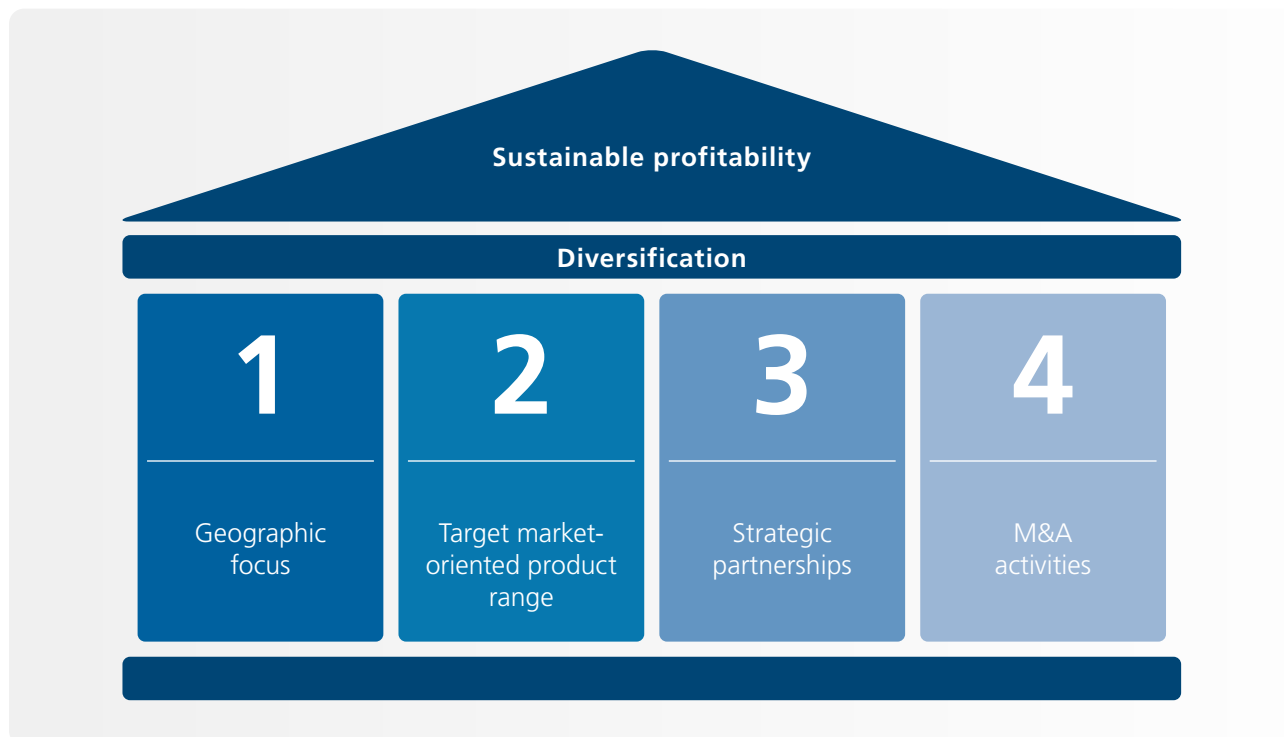 Sustainable profitability
Diversification
1
Geographic
focus
2
Target market-
oriented product
range
3
Strategic
partnerships
4
M&A
activities